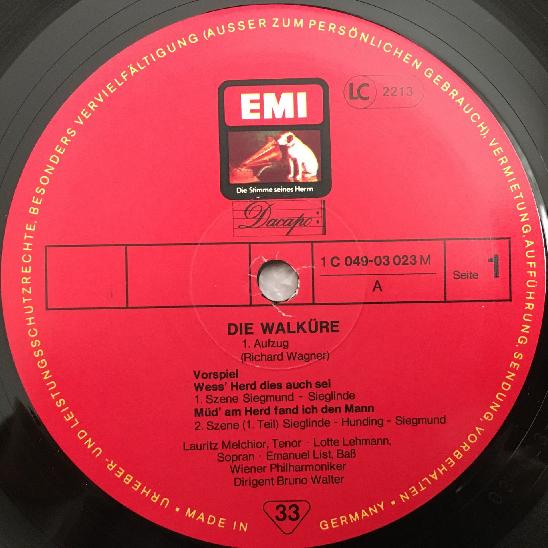 URHEBER- UND LEISTUNGSSCHUTZRECHTE, BESONDERS VERVIELFÄLTIGUNG (AUSSER ZUM PERSÖNLICHEN GEBRAUCH), VERMIETUNG, AUFFÜHRUNG, SENDUNG, VORBEHALTEN · MADE IN GERMANY ·
EMI
LC 2213
Die Stimme seines Herrn
Dacapo
1 C 049-03 023 M
A
Seite 1
DIE WALKÜRE
1. Aufzug
(Richard Wagner)
Vorspiel
Wess' Herd dies auch sei
1. Szene Siegmund - Sieglinde
Müd' am Herd fand ich den Mann
2. Szene (1. Teil) Sieglinde - Hunding - Siegmund
Lauritz Melchior, Tenor · Lotte Lehmann,
Sopran · Emanuel List, Baß
Wiener Philharmoniker
Dirigent Bruno Walter
33